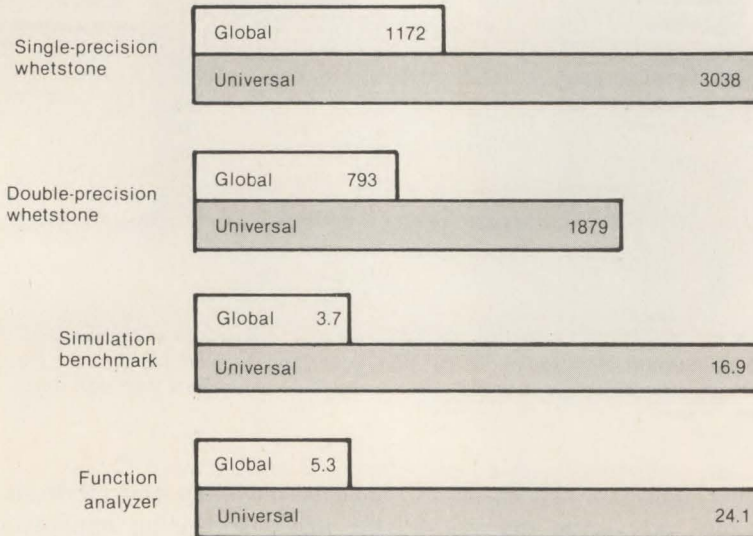 Single-precision
whetstone
Global 1172
Universal 3038
Double-precision
whetstone
Global 793
Universal 1879
Simulation
benchmark
Global 3.7
Universal 16.9
Function
analyzer
Global 5.3
Universal 24.1